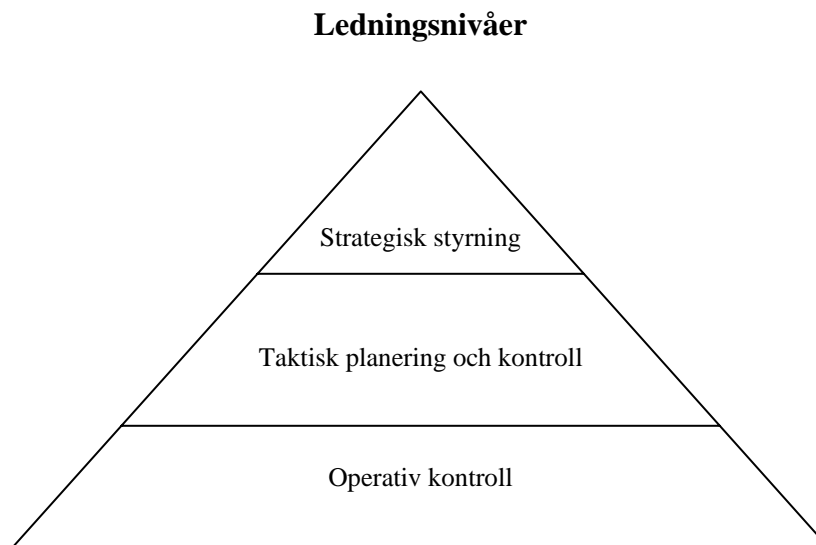 Ledningsnivåer
Strategisk styrning
Taktisk planering och kontroll
Operativ kontroll